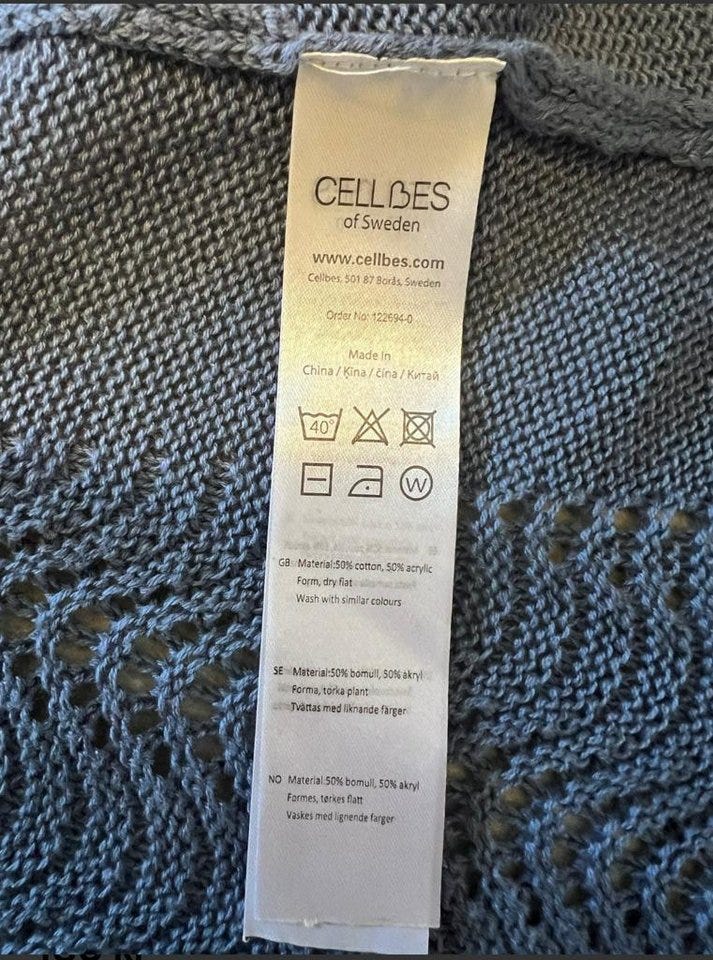 CELLBES
of Sweden
www.cellbes.com
Cellbes, 501 87 Borås, Sweden
Order No: 122694-0
Made In
China / Ķīna / čína / Китай
40°
W
GB Material:50% cotton, 50% acrylic
Form, dry flat
Wash with similar colours
SE Material:50% bomull, 50% akryl
Forma, torka plant
Tvättas med liknande färger
NO Material:50% bomull, 50% akryl
Formes, tørkes flatt
Vaskes med lignende farger